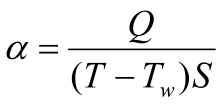 α = Q / ((T − T_w)S)